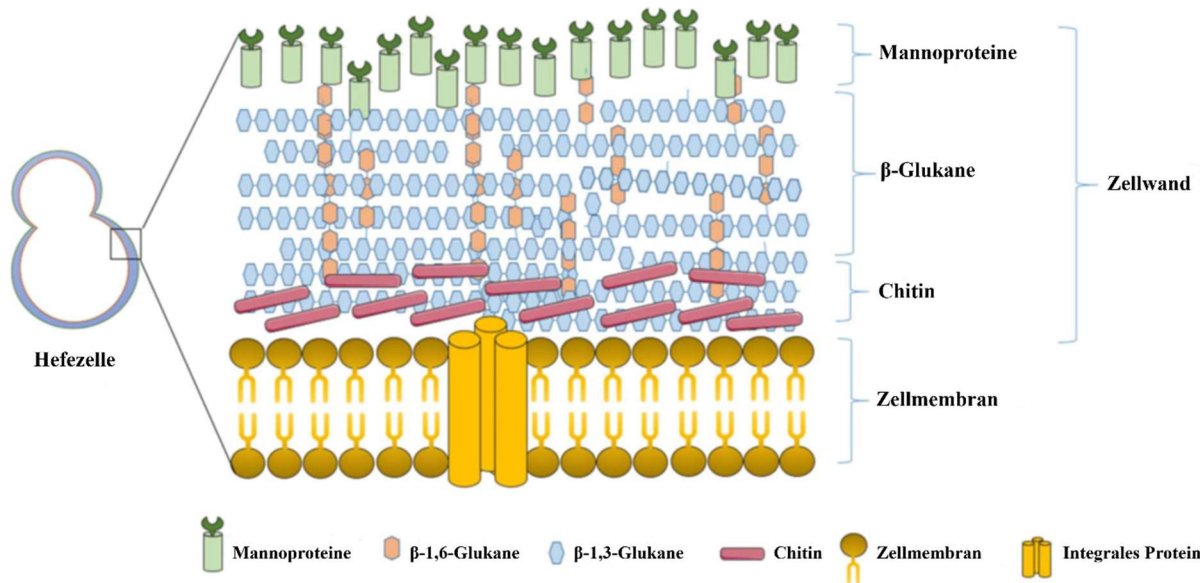 Mannoproteine
β-Glukane
Zellwand
Chitin
Hefezelle
Zellmembran
Mannoproteine
β-1,6-Glukane
β-1,3-Glukane
Chitin
Zellmembran
Integrales Protein